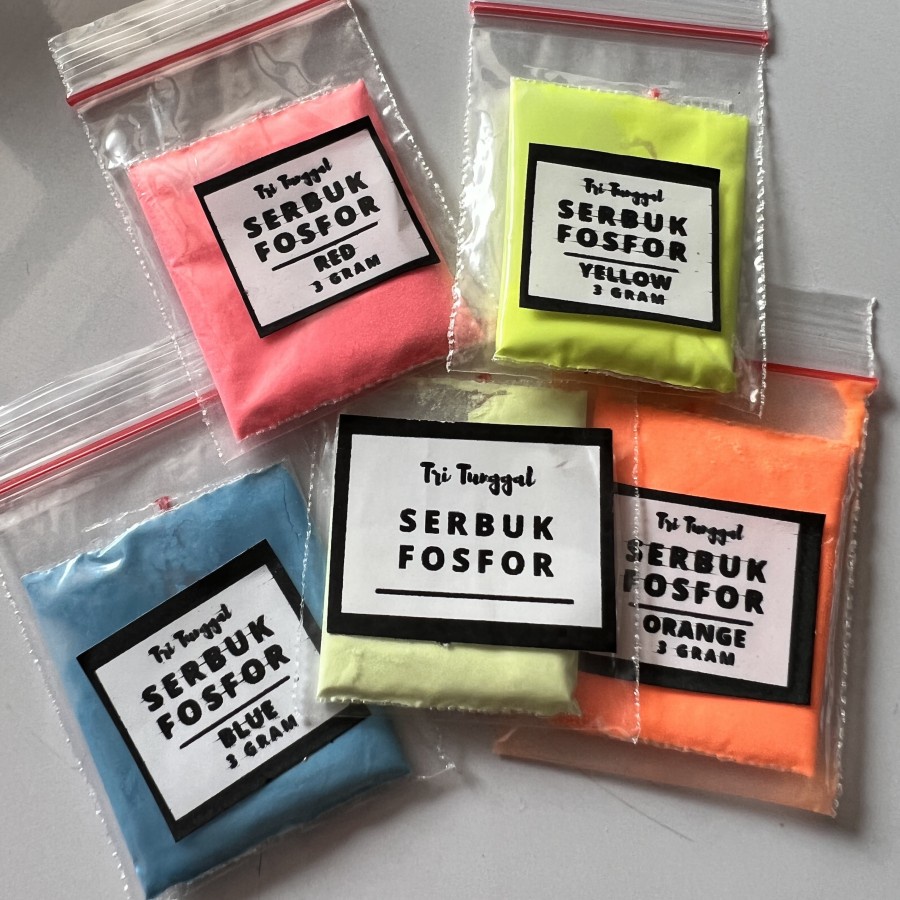 Tri Tunggal
SERBUK
FOSFOR
RED
3 GRAM
Tri Tunggal
SERBUK
FOSFOR
YELLOW
3 GRAM
Tri Tunggal
SERBUK
FOSFOR
Tri Tunggal
SERBUK
FOSFOR
ORANGE
3 GRAM
Tri Tunggal
SERBUK
FOSFOR
BLUE
3 GRAM